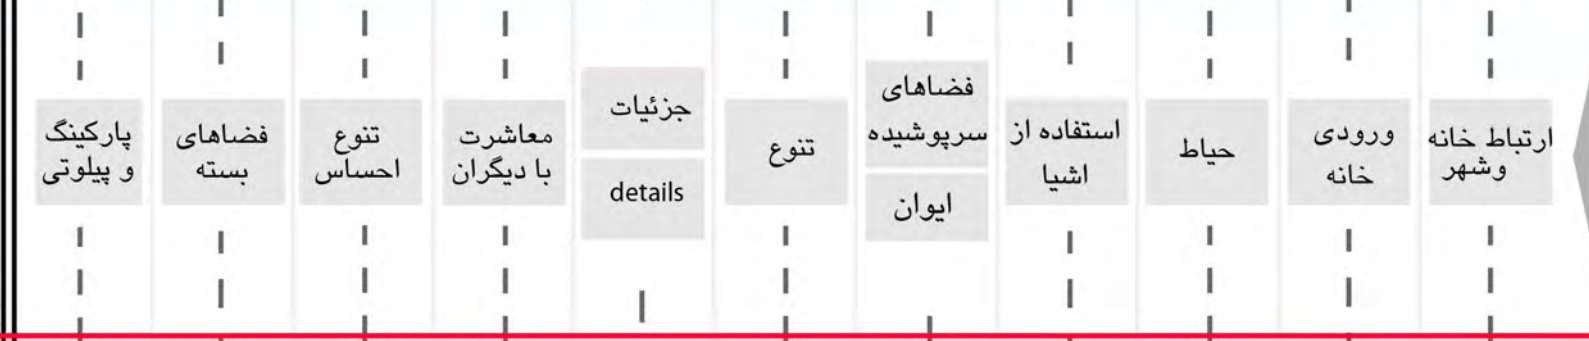 ارتباط خانه
وشهر
ورودی
خانه
حیاط
استفاده از
اشیا
فضاهای
سرپوشیده
ایوان
تنوع
جزئیات
details
معاشرت
با دیگران
تنوع
احساس
فضاهای
بسته
پارکینگ
و پیلوتی